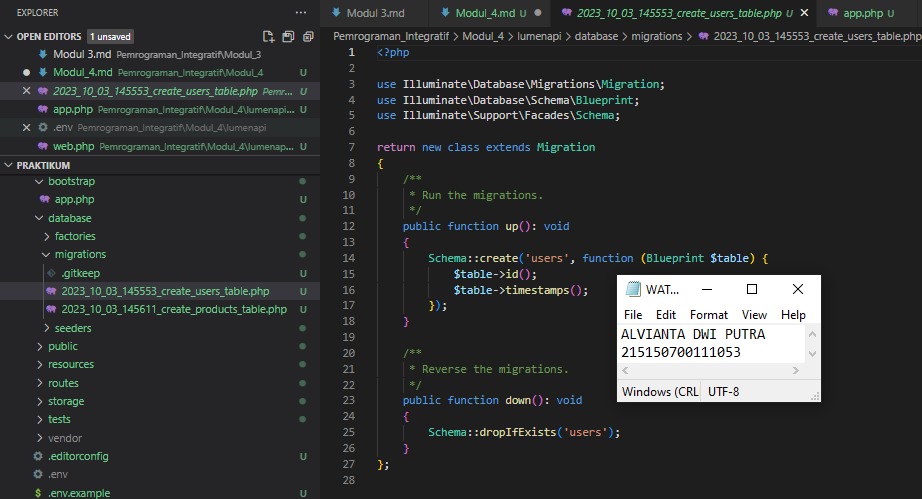 EXPLORER
OPEN EDITORS 1 unsaved
Modul 3.md Pemrograman_Integratif\Modul_3
Modul_4.md Pemrograman_Integratif\Modul_4 U
2023_10_03_145553_create_users_table.php Pemr... U
app.php Pemrograman_Integratif\Modul_4\lumenapi... U
.env Pemrograman_Integratif\Modul_4\lumenapi
web.php Pemrograman_Integratif\Modul_4\lumenap... U
PRAKTIKUM
bootstrap
app.php U
database
factories
migrations
.gitkeep U
2023_10_03_145553_create_users_table.php U
2023_10_03_145611_create_products_table.php U
seeders
public
resources
routes
storage
tests
vendor
.editorconfig U
.env
.env.example U
Modul 3.md
Modul_4.md U
2023_10_03_145553_create_users_table.php U
app.php U
Pemrograman_Integratif > Modul_4 > lumenapi > database > migrations > 2023_10_03_145553_create_users_table.php
1 <?php
2
3 use Illuminate\Database\Migrations\Migration;
4 use Illuminate\Database\Schema\Blueprint;
5 use Illuminate\Support\Facades\Schema;
6
7 return new class extends Migration
8 {
9 /**
10 * Run the migrations.
11 */
12 public function up(): void
13 {
14 Schema::create('users', function (Blueprint $table) {
15 $table->id();
16 $table->timestamps();
17 });
18 }
19
20 /**
21 * Reverse the migrations.
22 */
23 public function down(): void
24 {
25 Schema::dropIfExists('users');
26 }
27 };
28
WAT...
File Edit Format View Help
ALVIANTA DWI PUTRA
215150700111053
Windows (CRL UTF-8